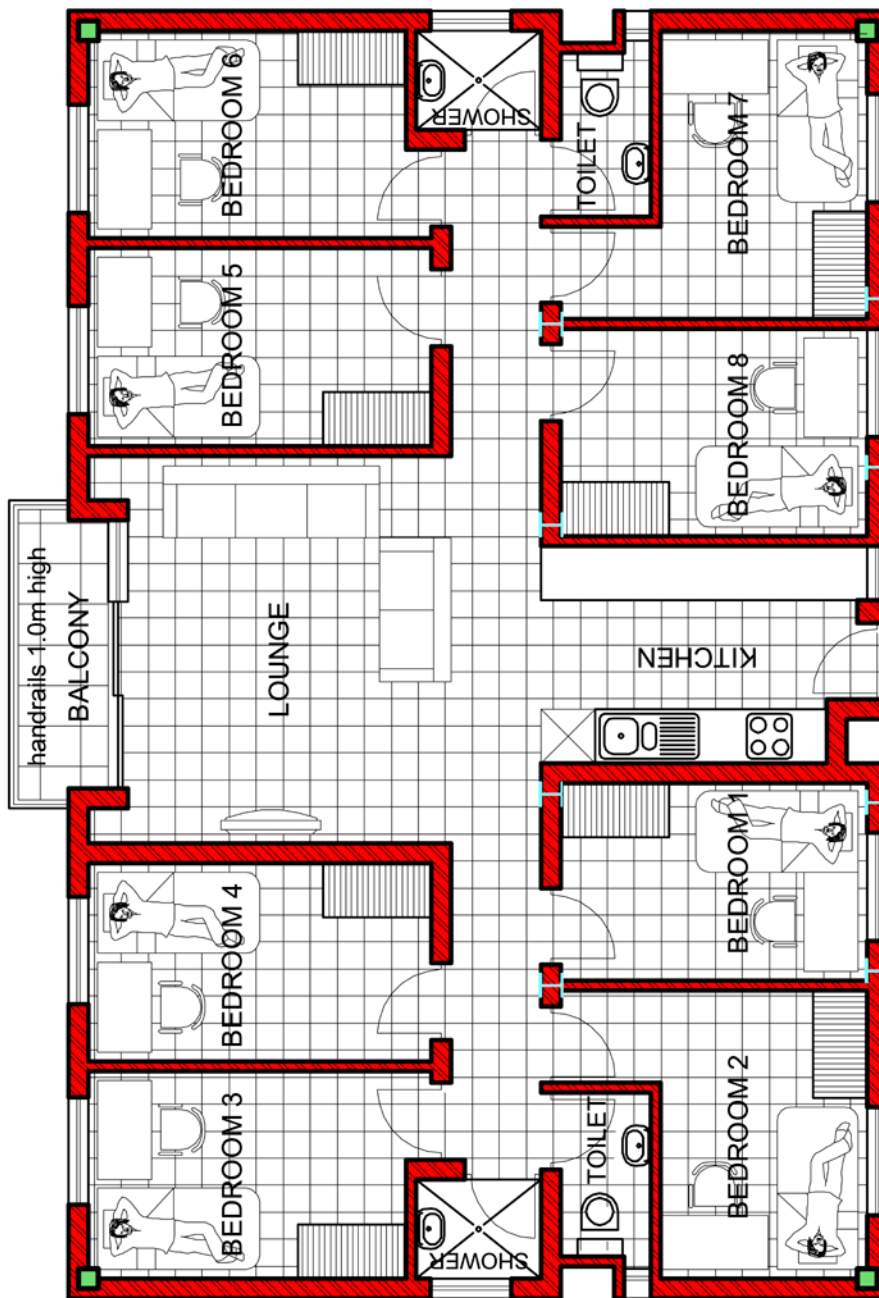 BEDROOM 6
SHOWER
TOILET
BEDROOM 7
BEDROOM 5
BEDROOM 8
handrails 1.0m high
BALCONY
LOUNGE
KITCHEN
BEDROOM 4
BEDROOM 1
BEDROOM 3
SHOWER
TOILET
BEDROOM 2